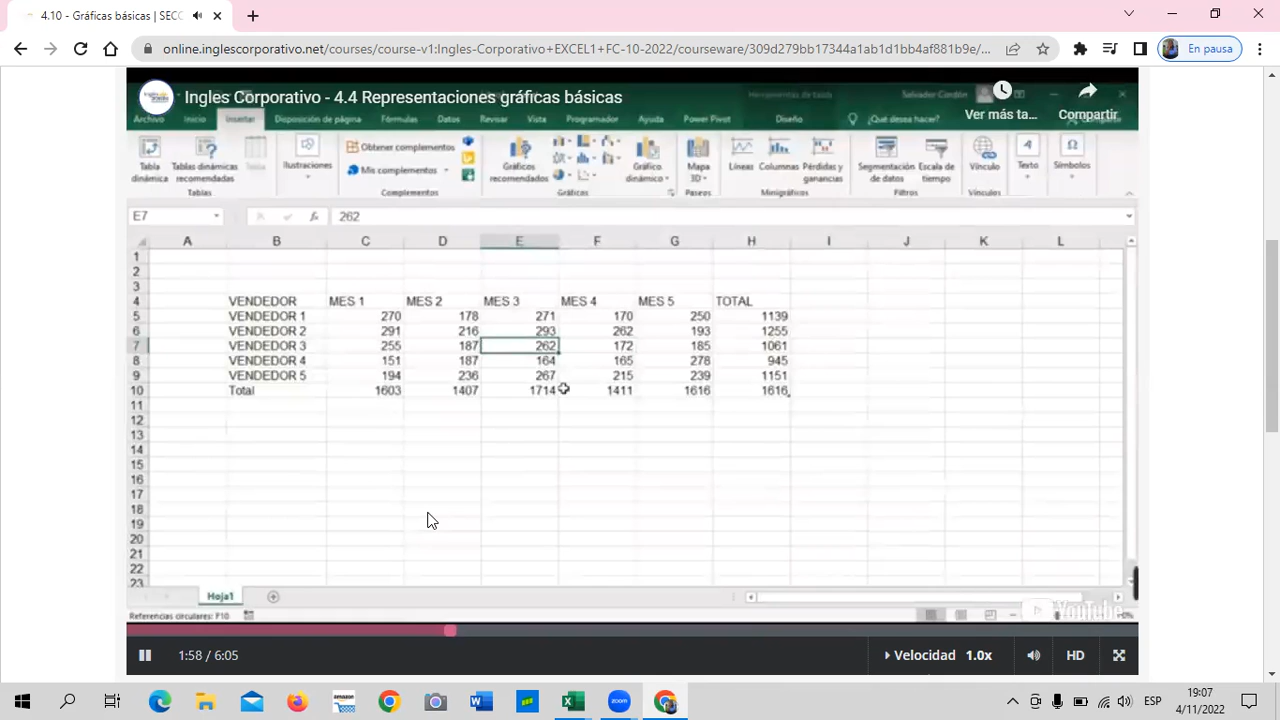 4.10 - Gráficas básicas | SECC
En pausa
online.inglescorporativo.net/courses/course-v1:Ingles-Corporativo+EXCEL1+FC-10-2022/courseware/309d279bb17344a1ab1d1bb4af881b9e/...
Ingles Corporativo - 4.4 Representaciones gráficas básicas
Herramientas de tabla
Salvador Cordón
Ver más ta...
Compartir
Archivo Inicio Insertar Disposición de página Fórmulas Datos Revisar Vista Programador Ayuda Power Pivot Diseño ¿Qué desea hacer?
Tabla dinámica
Tablas dinámicas recomendadas
Tabla
Ilustraciones
Obtener complementos
Mis complementos
Gráficos recomendados
Gráfico dinámico
Mapa 3D
Líneas Columnas Pérdidas y ganancias
Segmentación de datos
Escala de tiempo
Vínculo
Texto
Símbolos
Tablas Complementos Gráficos Paseos Minigráficos Filtros Vínculos
E7 fx 262
A B C D E F G H I J K L
1
2
3
4 VENDEDOR MES 1 MES 2 MES 3 MES 4 MES 5 TOTAL
5 VENDEDOR 1 270 178 271 170 250 1139
6 VENDEDOR 2 291 216 293 262 193 1255
7 VENDEDOR 3 255 187 262 172 185 1061
8 VENDEDOR 4 151 187 164 165 278 945
9 VENDEDOR 5 194 236 267 215 239 1151
10 Total 1603 1407 1714 1411 1616 1616
11
12
13
14
15
16
17
18
19
20
21
22
23
Hoja1
Referencias circulares: F10
YouTube
1:58 / 6:05
Velocidad 1.0x
HD
amazon
zoom
ESP
19:07
4/11/2022